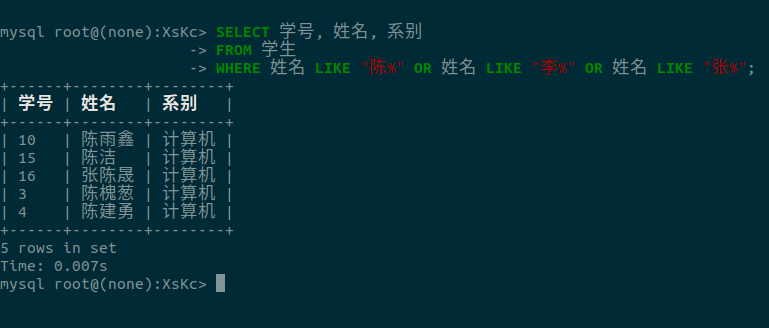 mysql root@(none):XsKc> SELECT 学号, 姓名, 系别
-> FROM 学生
-> WHERE 姓名 LIKE "陈%" OR 姓名 LIKE "李%" OR 姓名 LIKE "张%";
+------+--------+--------+
| 学号 | 姓名   | 系别   |
+------+--------+--------+
| 10   | 陈雨鑫 | 计算机 |
| 15   | 陈洁   | 计算机 |
| 16   | 张陈晟 | 计算机 |
| 3    | 陈槐葱 | 计算机 |
| 4    | 陈建勇 | 计算机 |
+------+--------+--------+
5 rows in set
Time: 0.007s
mysql root@(none):XsKc>